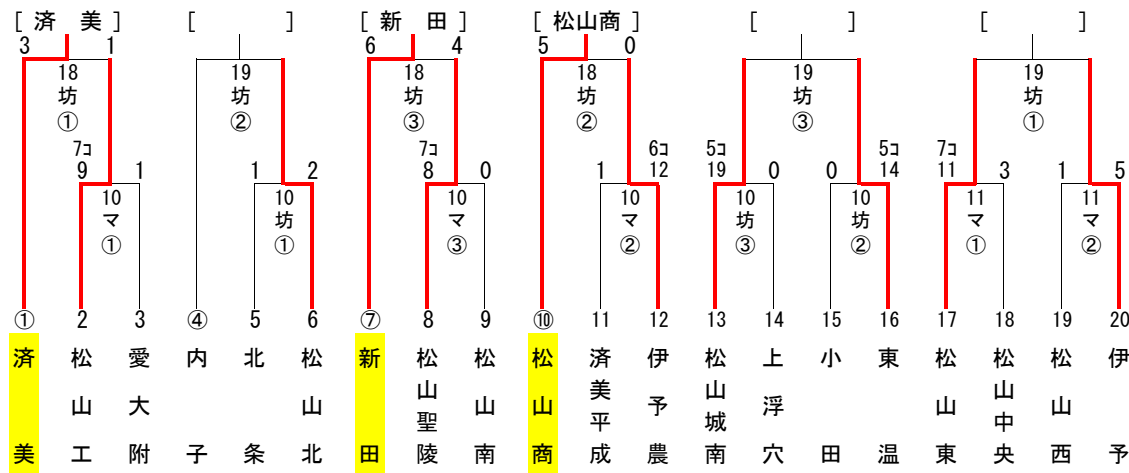 [ 済 美 ] [ ] [ 新 田 ] [ 松山商 ] [ ] [ ]
3 1 6 4 5 0
18 19 18 18 19 19
坊 坊 坊 坊 坊 坊
① ② ③ ② ③ ①
7コ 7コ 6コ 5コ 5コ 7コ
9 1 1 2 8 0 1 12 19 0 0 14 11 3 1 5
10 10 10 10 10 10 11 11
マ 坊 マ マ 坊 坊 マ マ
① ① ③ ② ③ ② ① ②
① 2 3 ④ 5 6 ⑦ 8 9 ⑩ 11 12 13 14 15 16 17 18 19 20
済美
松山工
愛大附
内子
北条
松山北
新田
松山聖陵
松山南
松山商
済美平成
伊予農
松山城南
上浮穴
小田
東温
松山東
松山中央
松山西
伊予